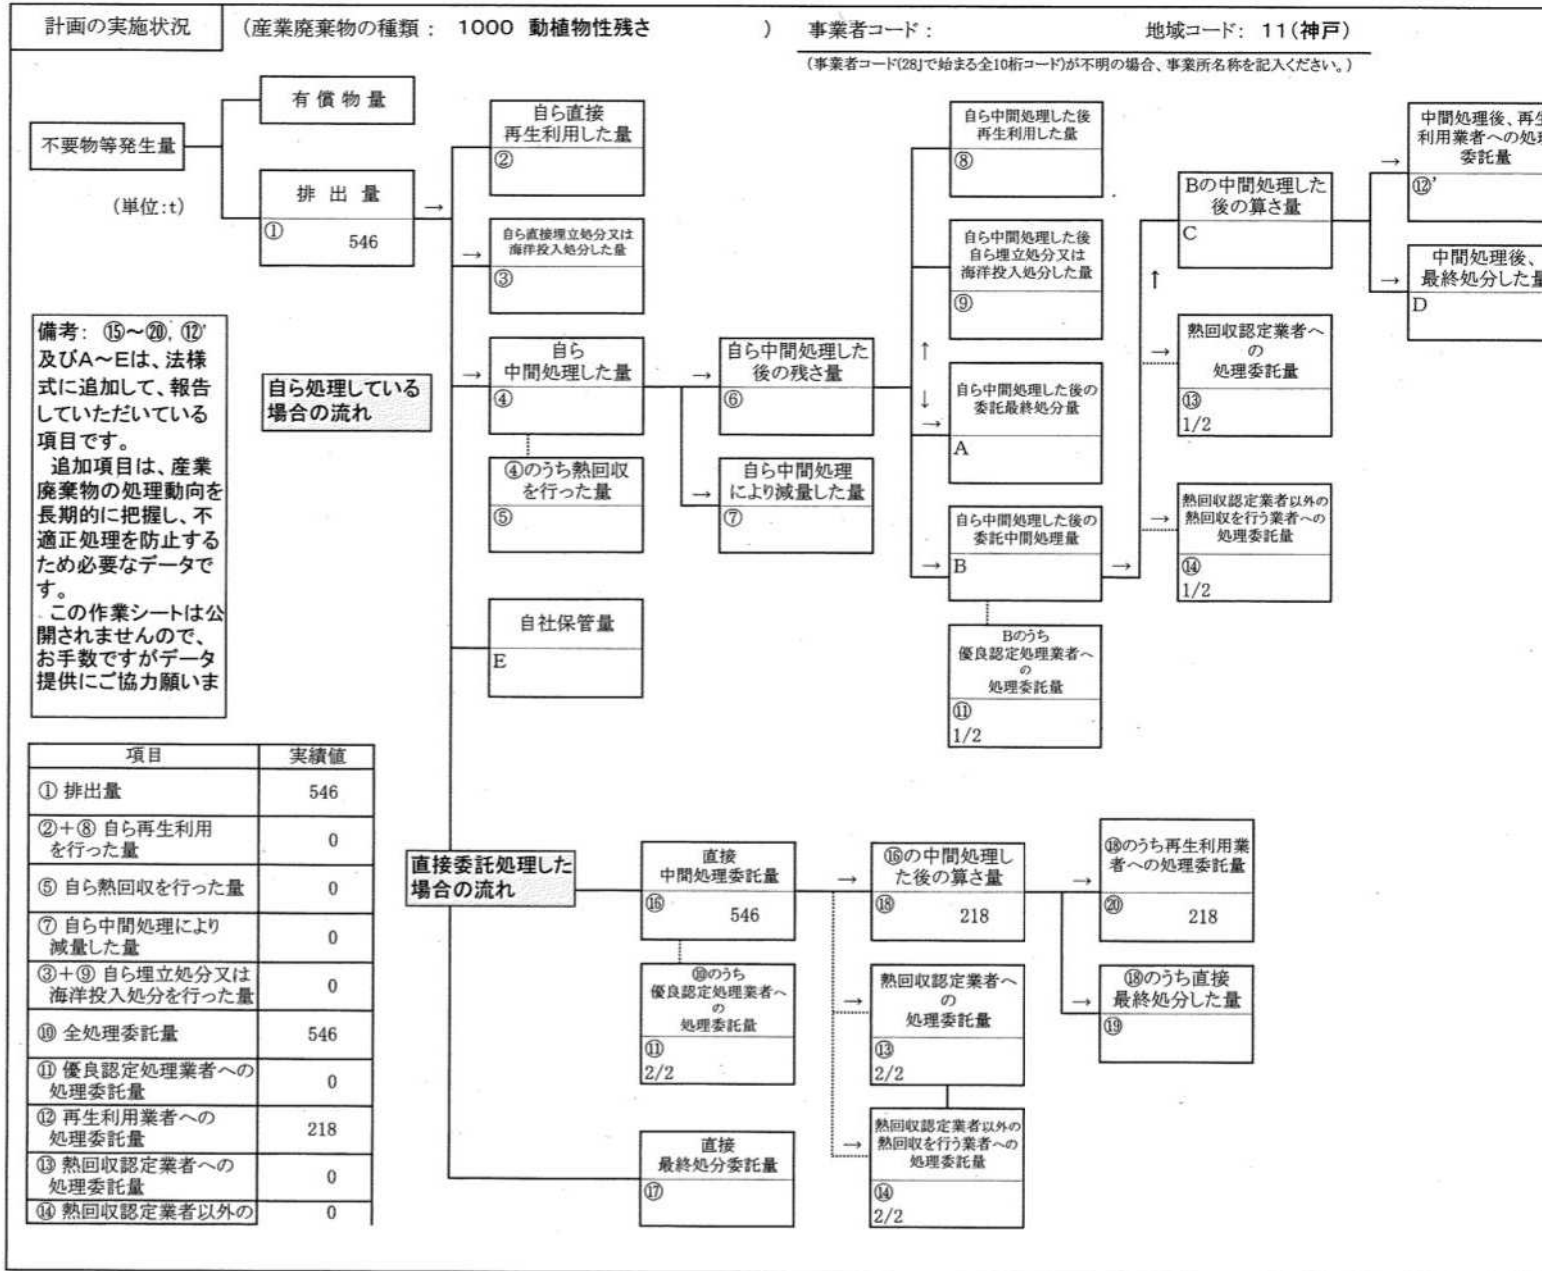 計画の実施状況
(産業廃棄物の種類： 1000 動植物性残さ )
事業者コード：
地域コード：11(神戸)
(事業者コード(28｣で始まる全10桁コード)が不明の場合、事業所名称を記入ください。)
不要物等発生量
(単位:t)
有償物量
排出量
→
①
546
自ら直接
再生利用した量
②
→
自ら直接埋立処分又は
海洋投入処分した量
③
→
自ら
中間処理した量
④
④のうち熱回収
を行った量
⑤
自社保管量
E
→
自ら中間処理した
後の残さ量
⑥
→
自ら中間処理
により減量した量
⑦
自ら中間処理した後
再生利用した量
⑧
自ら中間処理した後
自ら埋立処分又は
海洋投入処分した量
⑨
↑
↓
→
自ら中間処理した後の
委託最終処分量
A
自ら中間処理した後の
委託中間処理量
→
B
→
Bのうち
優良認定処理業者へ
の
処理委託量
⑪
1/2
Bの中間処理した
後の算さ量
C
↑
→
熱回収認定業者へ
の
処理委託量
⑬
1/2
→
熱回収認定業者以外の
熱回収を行う業者への
処理委託量
⑭
1/2
→
中間処理後、再生
利用業者への処理
委託量
⑫'
→
中間処理後、
最終処分した量
D
備考： ⑮～⑳, ⑫'
及びA～Eは、法様
式に追加して、報告
していただいている
項目です。
追加項目は、産業
廃棄物の処理動向を
長期的に把握し、不
適正処理を防止する
ため必要なデータで
す。
この作業シートは公
開されませんので、
お手数ですがデータ
提供にご協力願いま
自ら処理している
場合の流れ
項目 実績値
① 排出量 546
②＋⑧ 自ら再生利用
を行った量 0
⑤ 自ら熱回収を行った量 0
⑦ 自ら中間処理により
減量した量 0
③＋⑨ 自ら埋立処分又は
海洋投入処分を行った量 0
⑩ 全処理委託量 546
⑪ 優良認定処理業者への
処理委託量 0
⑫ 再生利用業者への
処理委託量 218
⑬ 熱回収認定業者への
処理委託量 0
⑭ 熱回収認定業者以外の 0
直接委託処理した
場合の流れ
直接
中間処理委託量
⑯
546
⑩のうち
優良認定処理業者へ
の
処理委託量
⑪
2/2
直接
最終処分委託量
⑰
→
⑯の中間処理し
た後の算さ量
⑱
218
→
熱回収認定業者へ
の
処理委託量
⑬
2/2
→
熱回収認定業者以外の
熱回収を行う業者への
処理委託量
⑭
2/2
→
⑱のうち再生利用業
者への処理委託量
⑳
218
→
⑱のうち直接
最終処分した量
⑲